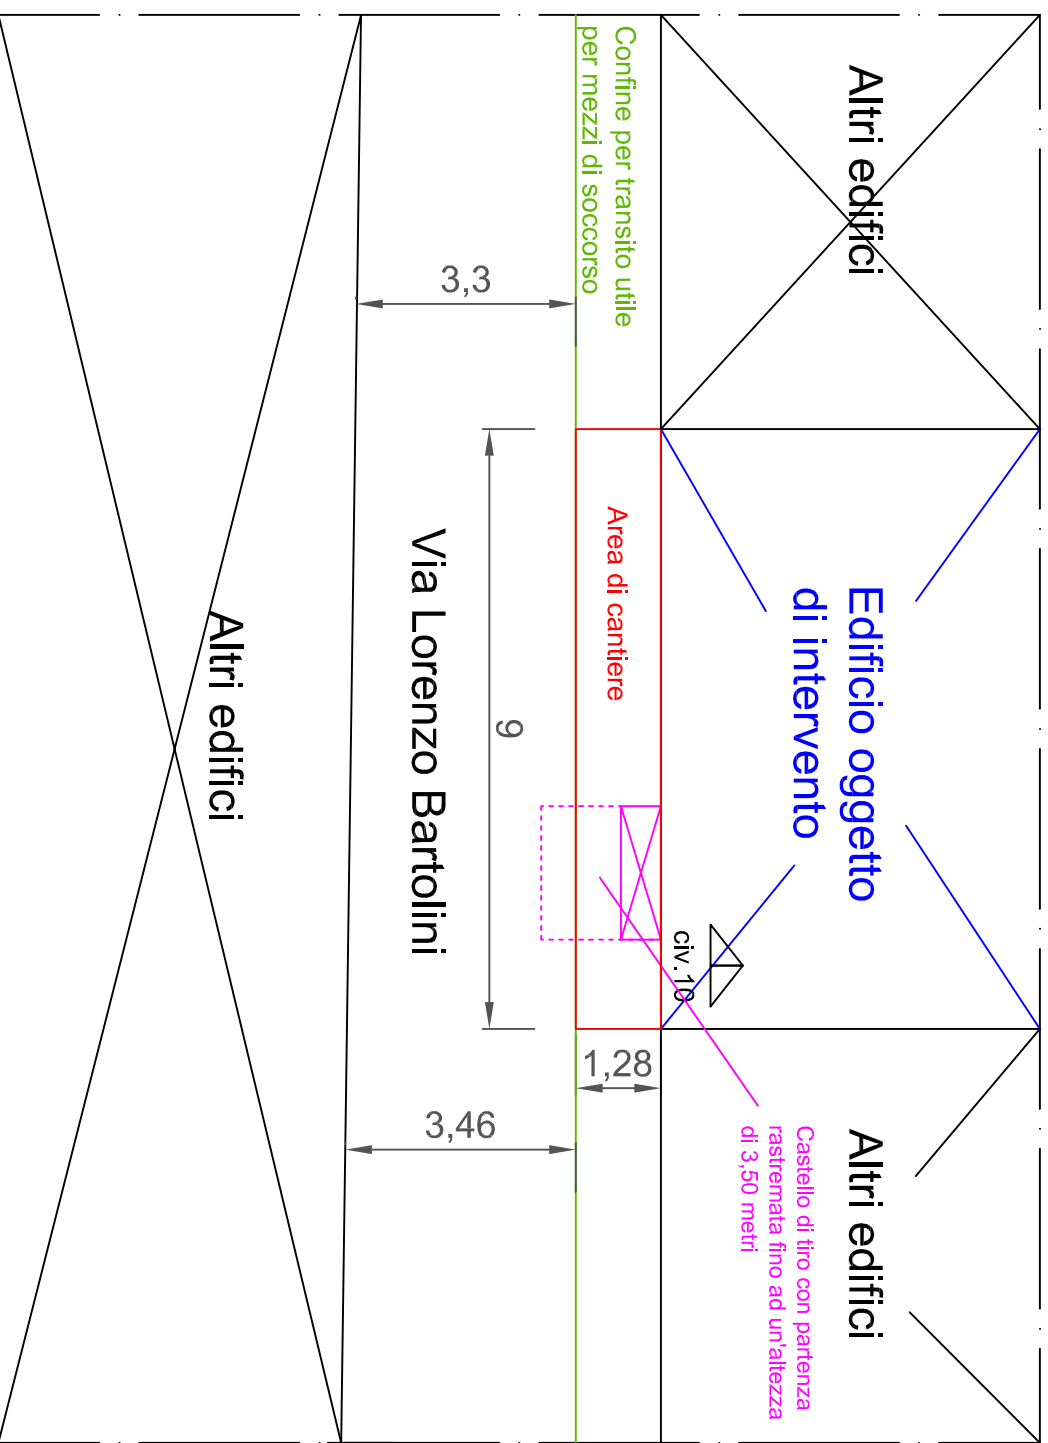 Altri edifici
Confine per transito utile
per mezzi di soccorso
3,3
Edificio oggetto
di intervento
Area di cantiere
9
Via Lorenzo Bartolini
Altri edifici
civ.10
1,28
3,46
Altri edifici
Castello di tiro con partenza
rastremata fino ad un'altezza
di 3,50 metri